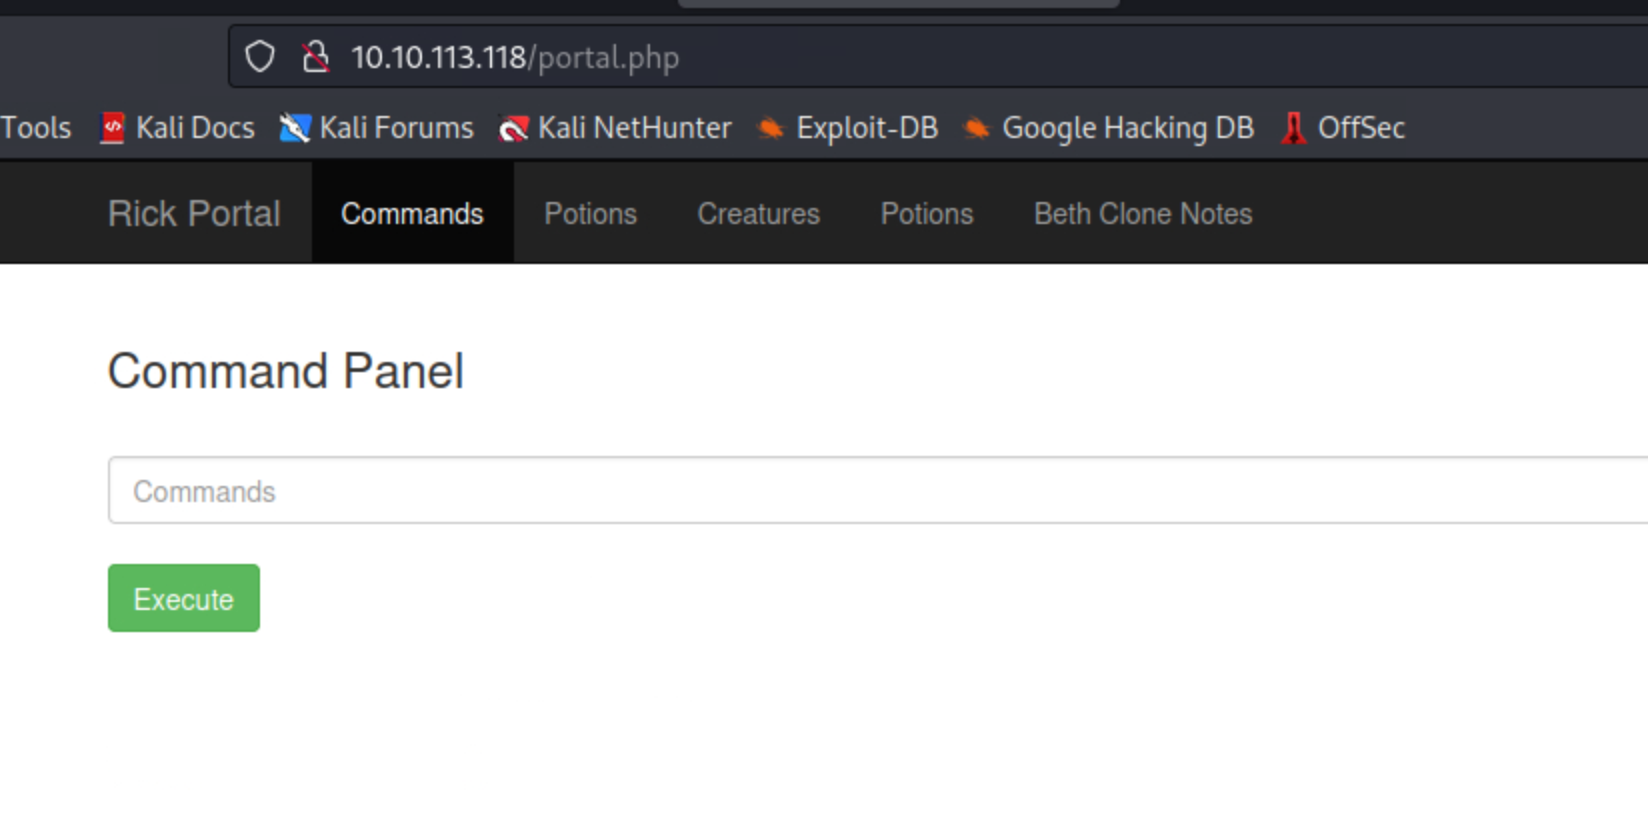 10.10.113.118/portal.php
Tools Kali Docs Kali Forums Kali NetHunter Exploit-DB Google Hacking DB OffSec
Rick Portal Commands Potions Creatures Potions Beth Clone Notes
Command Panel
Commands
Execute